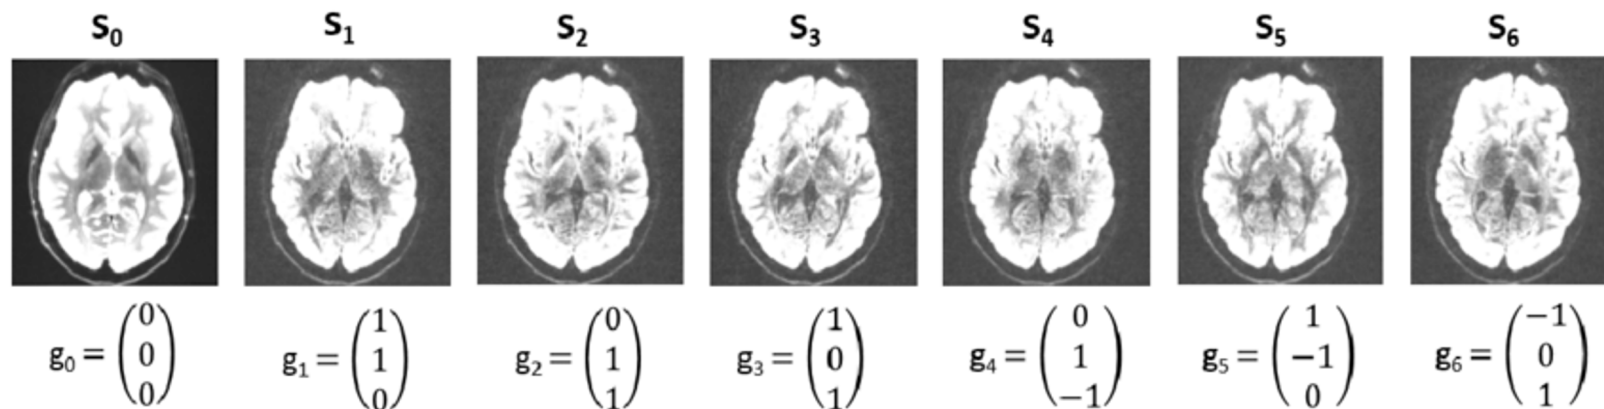 S₀ S₁ S₂ S₃ S₄ S₅ S₆
g₀ = (0 0 0) g₁ = (1 1 0) g₂ = (0 1 1) g₃ = (1 0 1) g₄ = (0 1 −1) g₅ = (1 −1 0) g₆ = (−1 0 1)